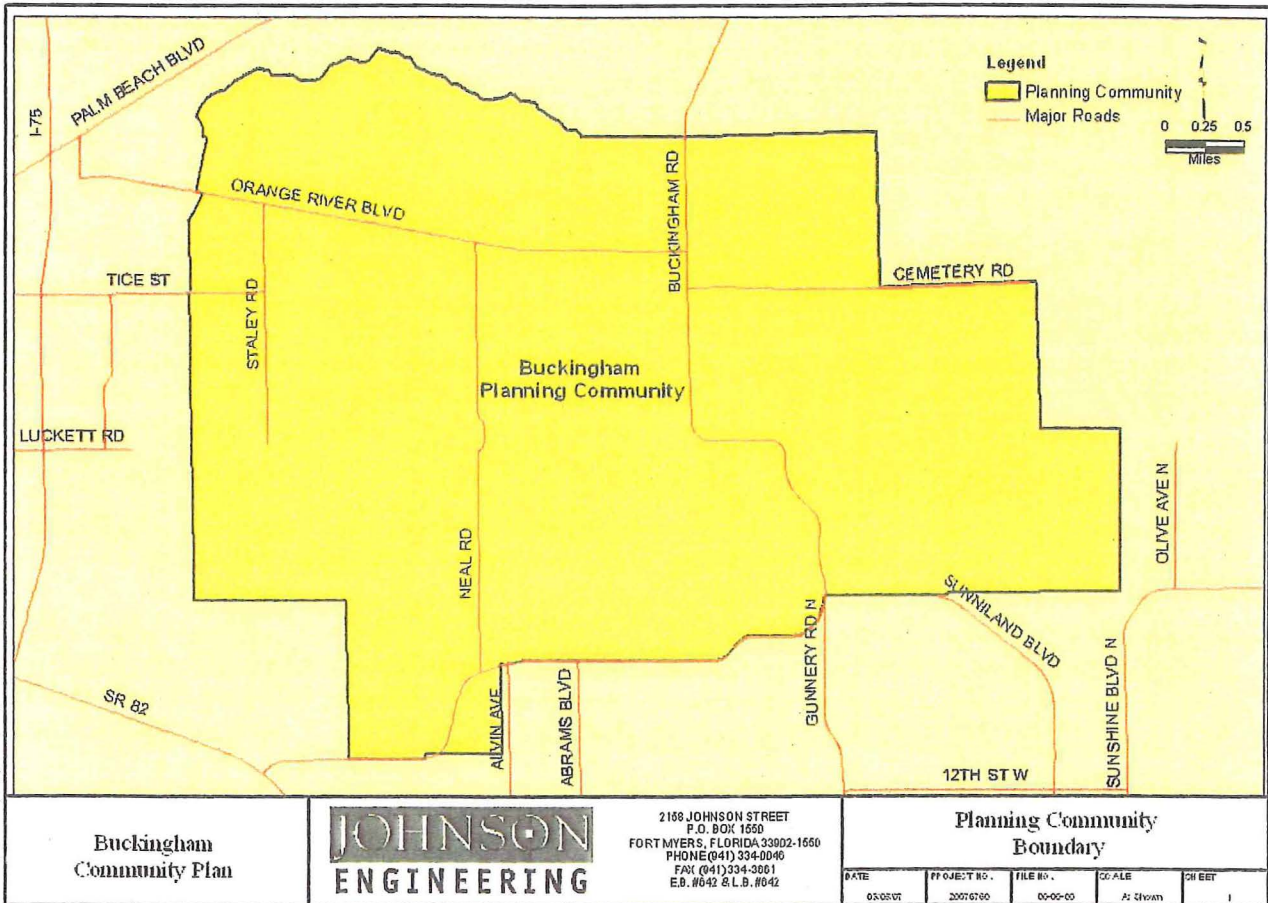 PALM BEACH BLVD
I-75
Legend
Planning Community
Major Roads
0 0.25 0.5
Miles
ORANGE RIVER BLVD
BUCKINGHAM RD
TICE ST
CEMETERY RD
STALEY RD
Buckingham
Planning Community
LUCKETT RD
OLIVE AVE N
NEAL RD
SUNNILAND BLVD
GUNNERY RD N
SUNSHINE BLVD N
SR 82
ALVIN AVE
ABRAMS BLVD
12TH ST W
Buckingham
Community Plan
JOHNSON
ENGINEERING
2158 JOHNSON STREET
P.O. BOX 1550
FORT MYERS, FLORIDA 33902-1550
PHONE (941) 334-0046
FAX (941) 334-3661
E.B. #642 & L.B. #642
Planning Community
Boundary
DATE PROJECT NO. FILE NO. SCALE SHEET
20076760 00-00-00 As Shown 1